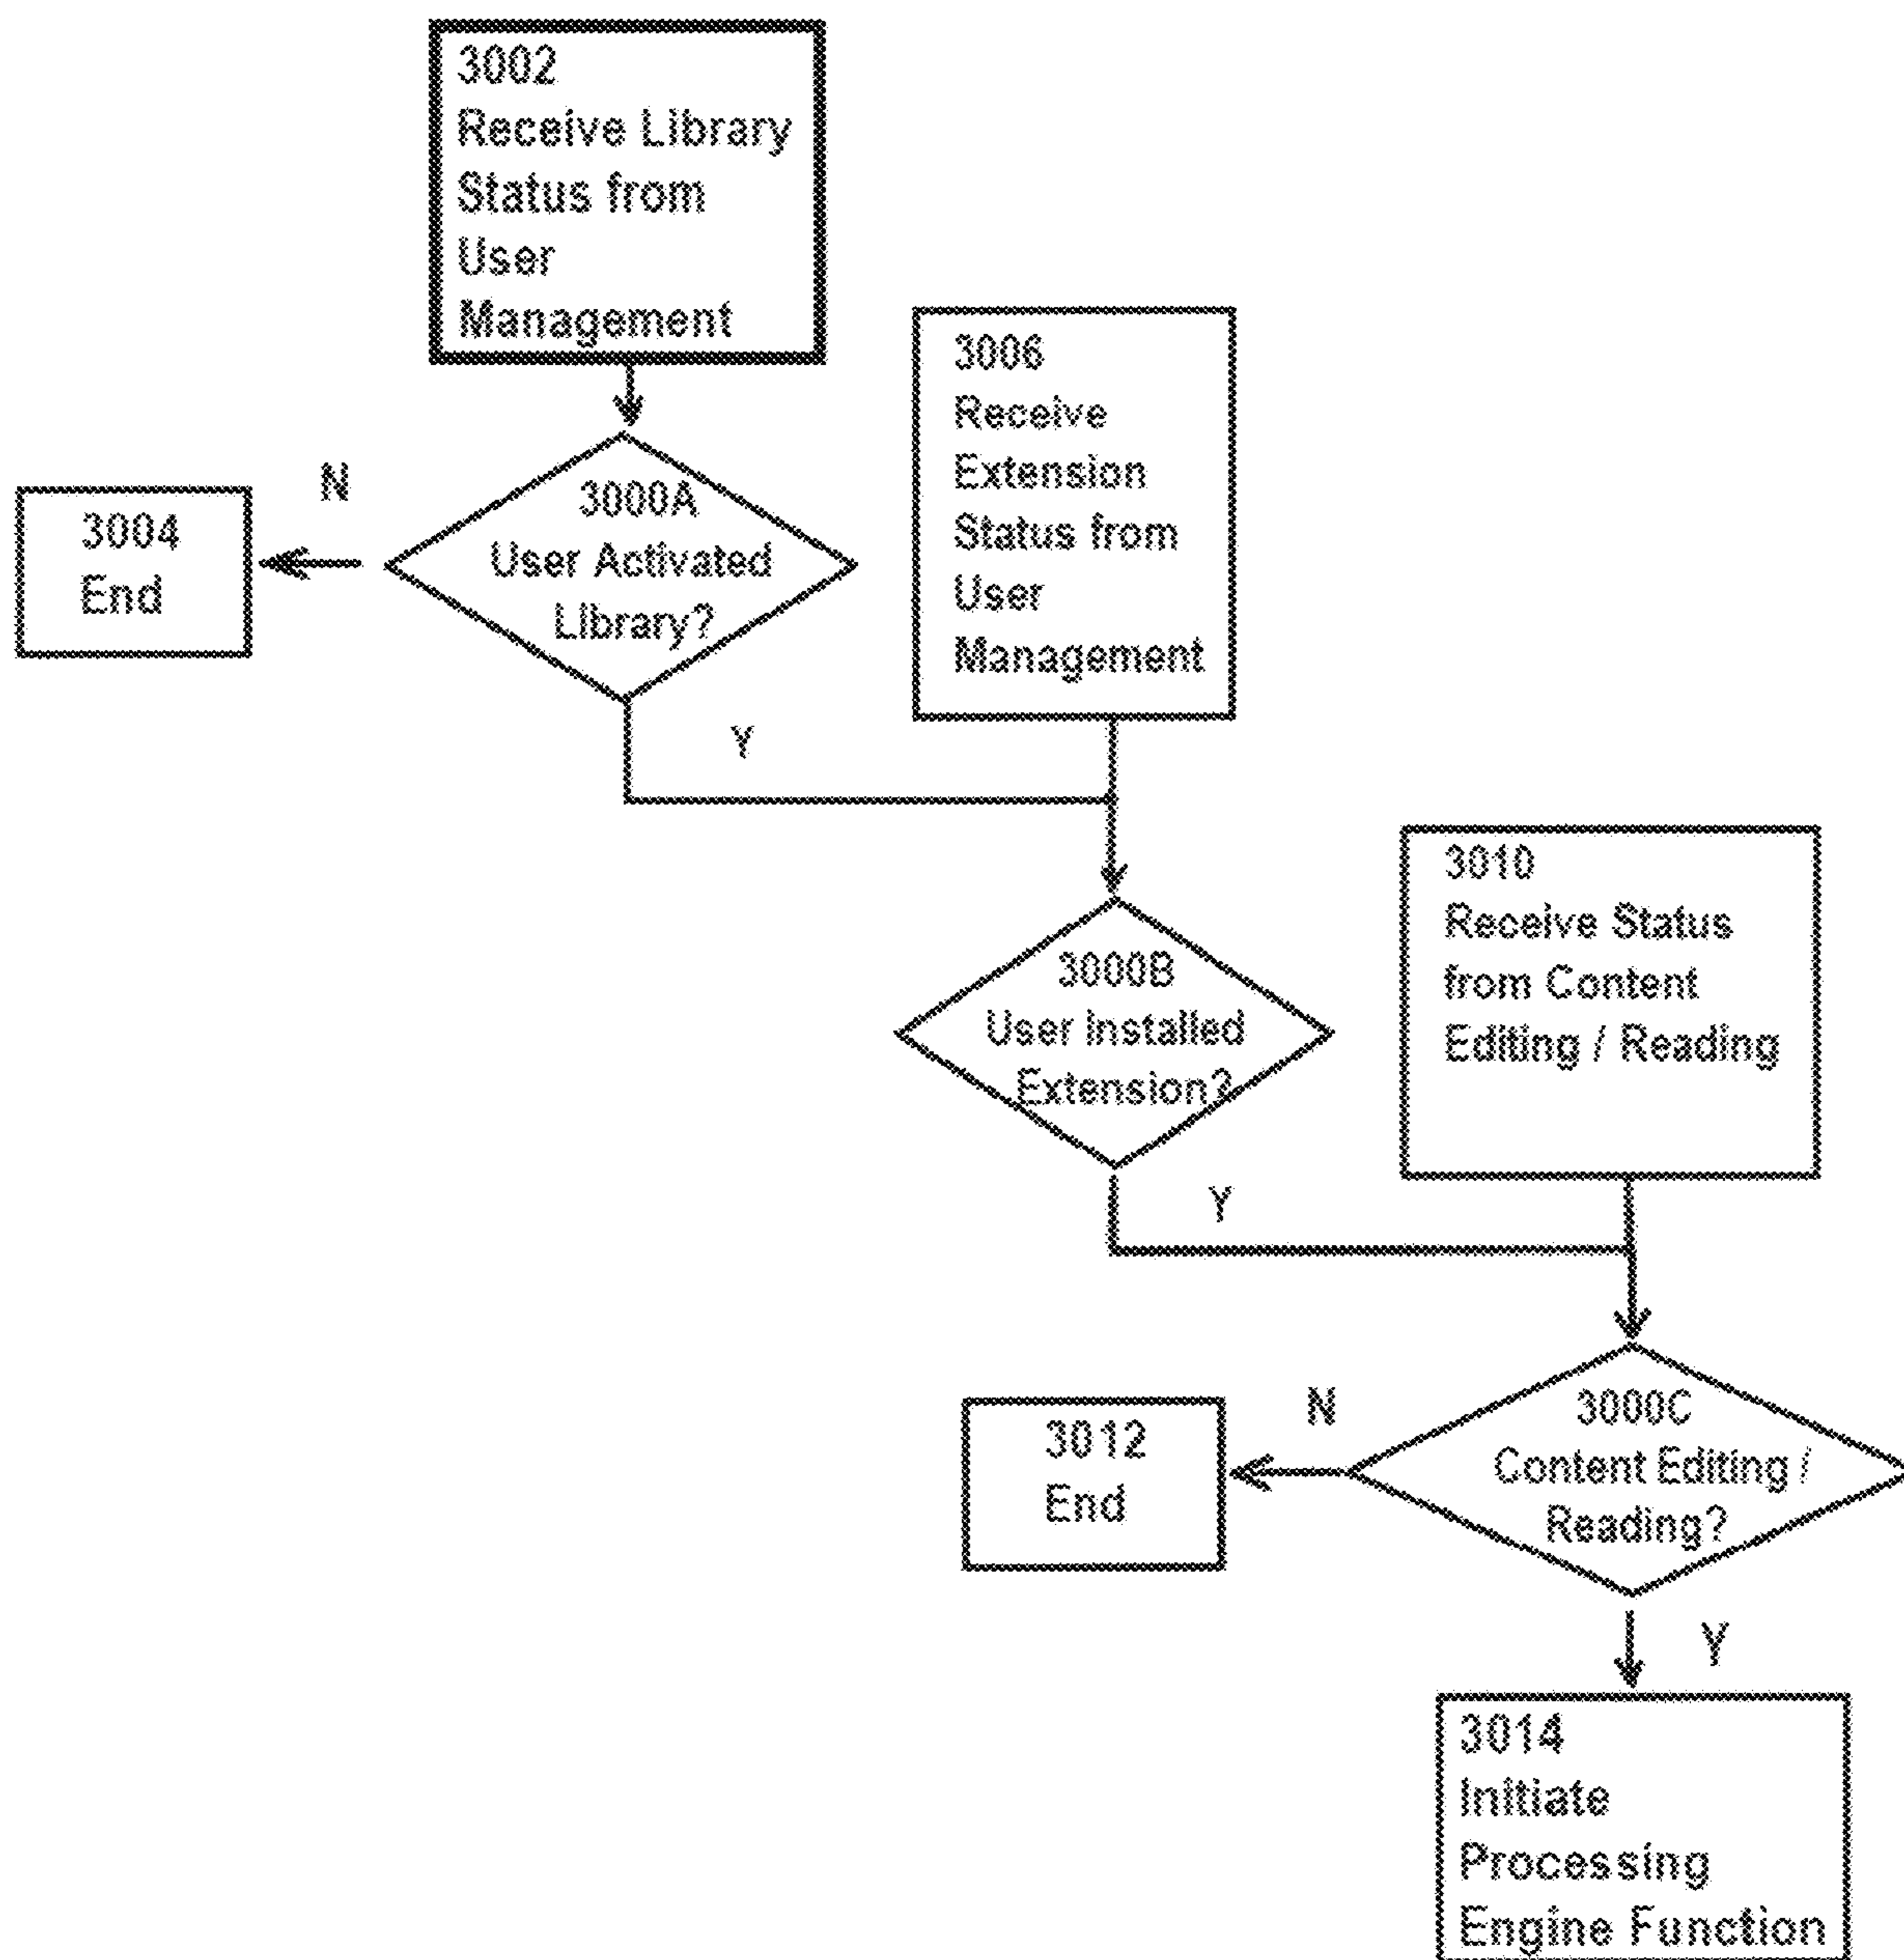 3002
Receive Library
Status from
User
Management
3006
Receive
Extension
Status from
User
Management
N
3004
End
3000A
User Activated
Library?
Y
3010
Receive Status
from Content
Editing / Reading
3000B
User Installed
Extension?
Y
N
3012
End
3000C
Content Editing /
Reading?
Y
3014
Initiate
Processing
Engine Function